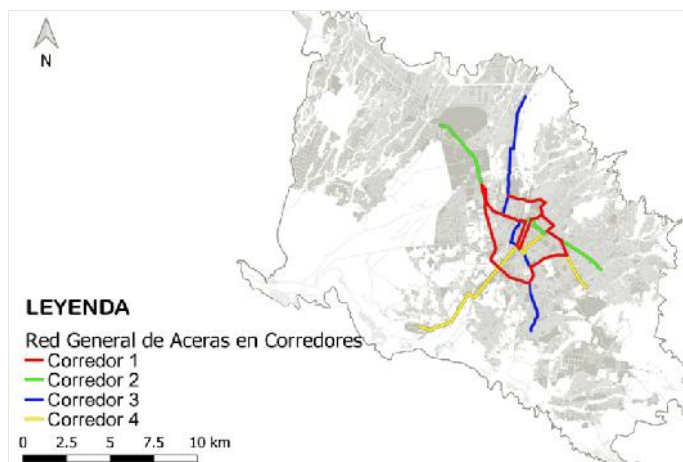 N
LEYENDA
Red General de Aceras en Corredores
Corredor 1
Corredor 2
Corredor 3
Corredor 4
0 2.5 5 7.5 10 km